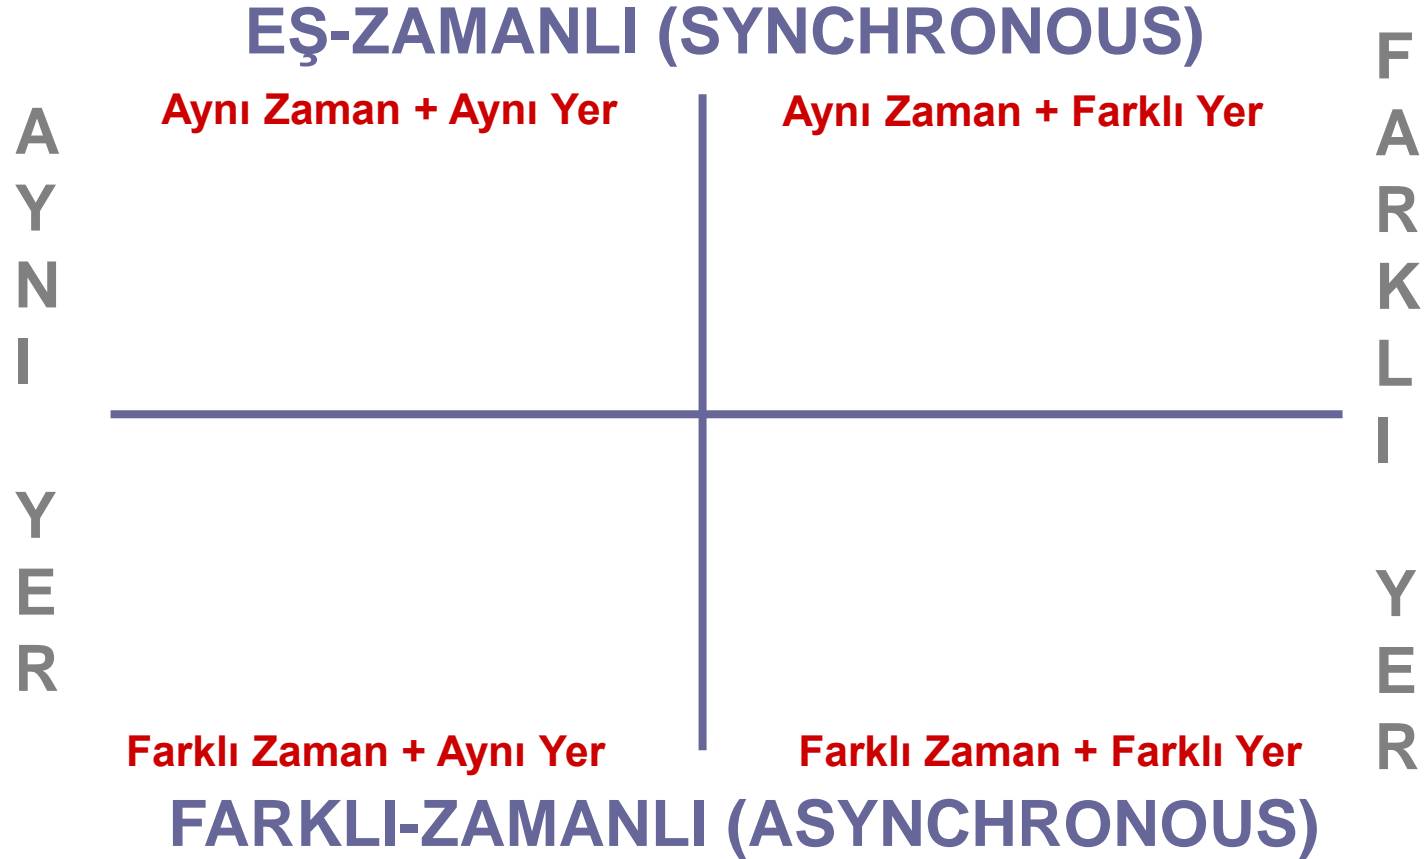 EŞ-ZAMANLI (SYNCHRONOUS)
Aynı Zaman + Aynı Yer
Aynı Zaman + Farklı Yer
AYNI YER
FARKLI YER
Farklı Zaman + Aynı Yer
Farklı Zaman + Farklı Yer
FARKLI-ZAMANLI (ASYNCHRONOUS)